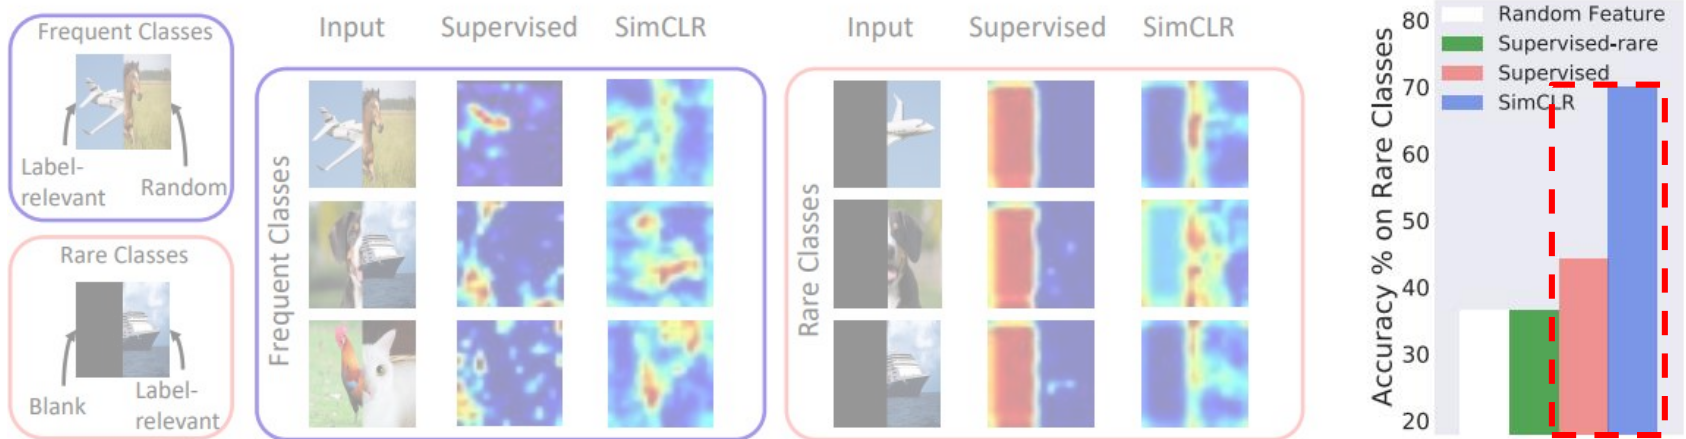 Frequent Classes
Label-
relevant
Random
Rare Classes
Blank
Label-
relevant
Input
Supervised
SimCLR
Frequent Classes
Input
Supervised
SimCLR
Rare Classes
Accuracy % on Rare Classes
80
70
60
50
40
30
20
Random Feature
Supervised-rare
Supervised
SimCLR